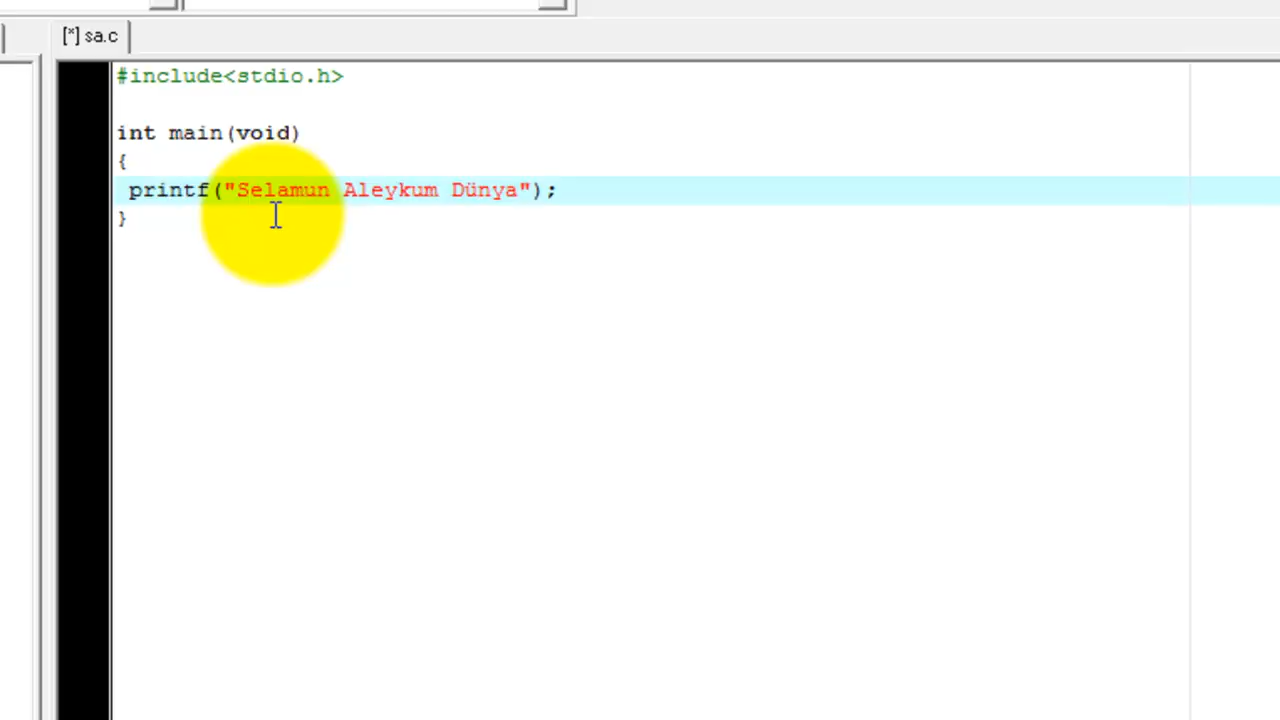 [*] sa.c
#include<stdio.h>
int main(void)
{
printf("Selamun Aleykum Dünya");
}